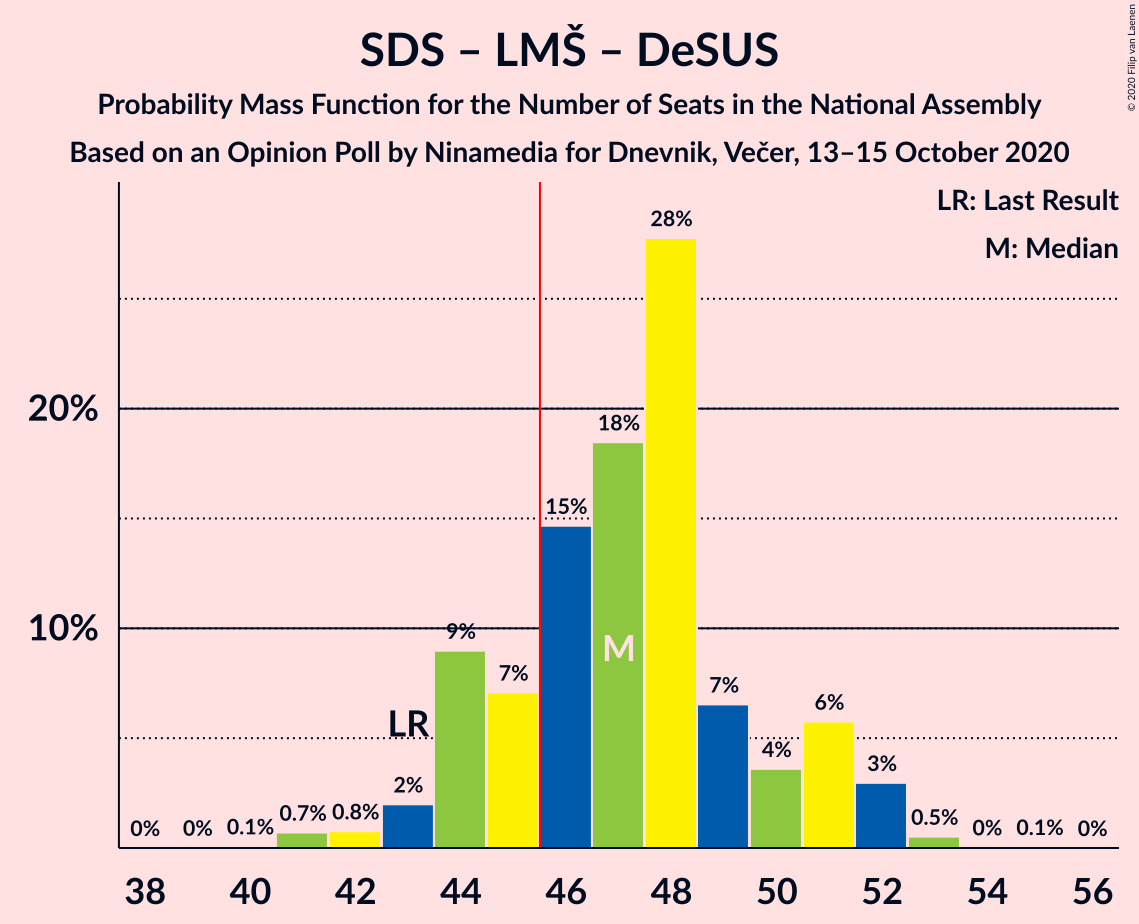 SDS – LMŠ – DeSUS
Probability Mass Function for the Number of Seats in the National Assembly
Based on an Opinion Poll by Ninamedia for Dnevnik, Večer, 13–15 October 2020
© 2020 Filip van Laenen
LR: Last Result
M: Median
28%
20%
18%
15%
10%
9%
7%
M
7%
LR
6%
4%
3%
2%
0.7%
0.8%
0.5%
0%
0%
0.1%
0%
0.1%
0%
38 40 42 44 46 48 50 52 54 56